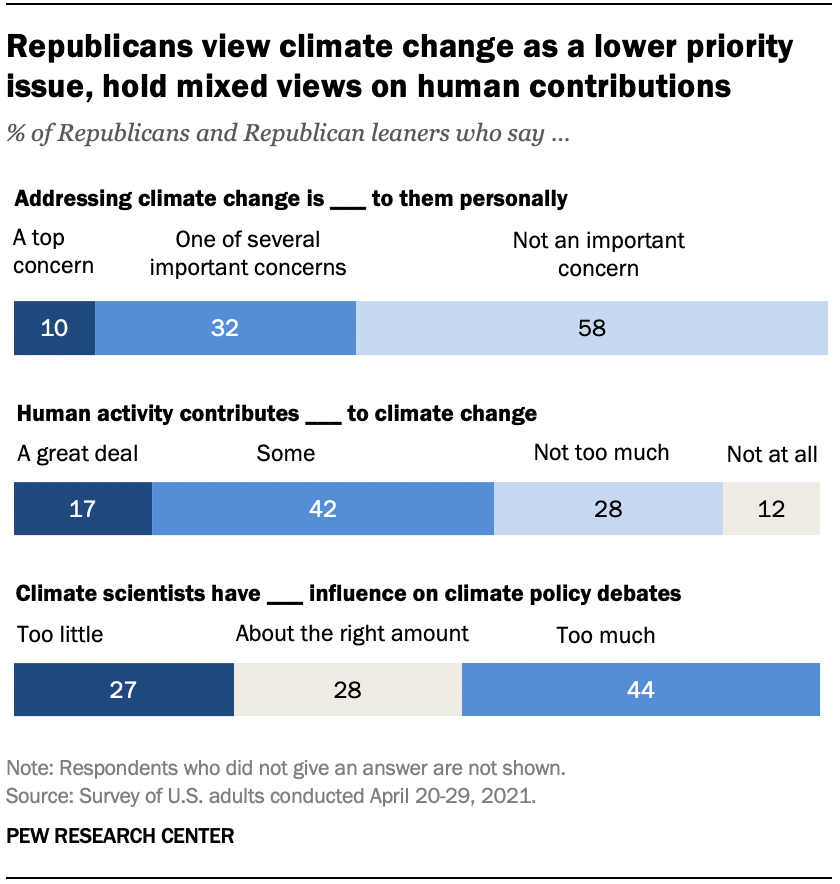 Republicans view climate change as a lower priority
issue, hold mixed views on human contributions
% of Republicans and Republican leaners who say ...
Addressing climate change is ___ to them personally
A top
concern
One of several
important concerns
Not an important
concern
10 32 58
Human activity contributes ___ to climate change
A great deal Some Not too much Not at all
17 42 28 12
Climate scientists have ___ influence on climate policy debates
Too little About the right amount Too much
27 28 44
Note: Respondents who did not give an answer are not shown.
Source: Survey of U.S. adults conducted April 20-29, 2021.
PEW RESEARCH CENTER